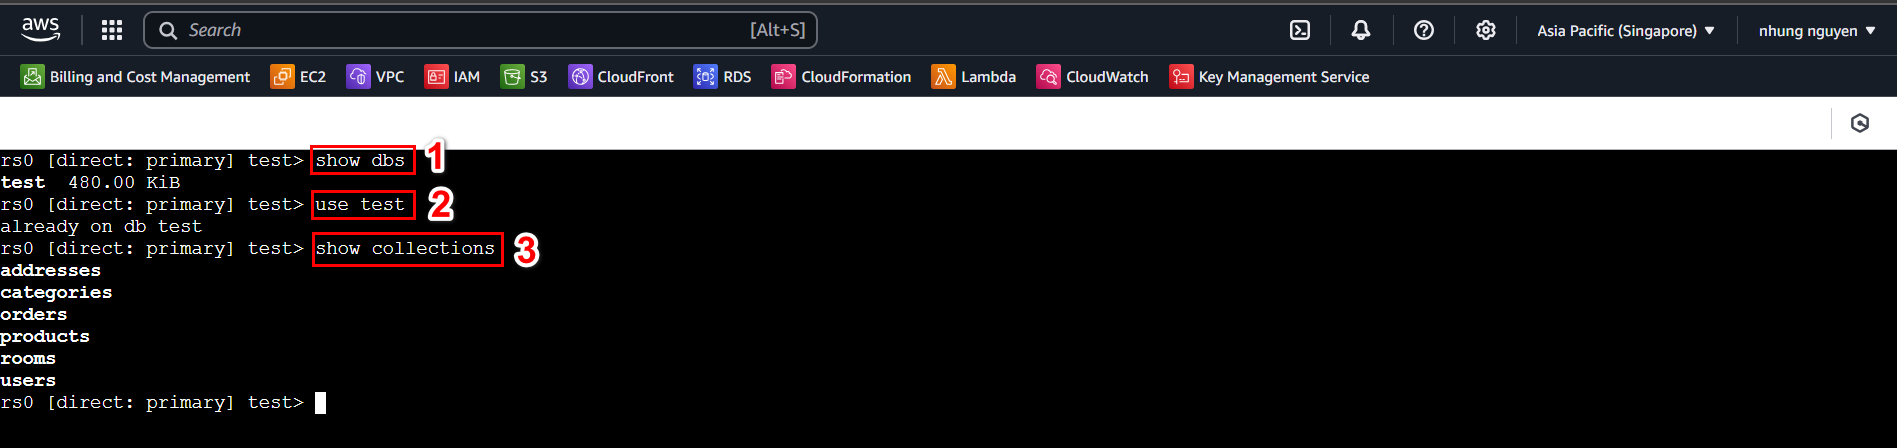 aws Search [Alt+S] Asia Pacific (Singapore) nhung nguyen
Billing and Cost Management EC2 VPC IAM S3 CloudFront RDS CloudFormation Lambda CloudWatch Key Management Service
rs0 [direct: primary] test> show dbs 1
test  480.00 KiB
rs0 [direct: primary] test> use test 2
already on db test
rs0 [direct: primary] test> show collections 3
addresses
categories
orders
products
rooms
users
rs0 [direct: primary] test>